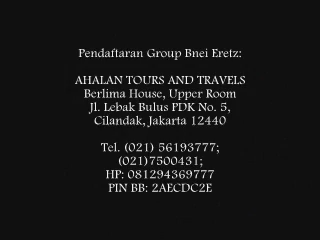 Pendaftaran Group Bnei Eretz:
AHALAN TOURS AND TRAVELS
Berlima House, Upper Room
Jl. Lebak Bulus PDK No. 5,
Cilandak, Jakarta 12440
Tel. (021) 56193777;
(021)7500431;
HP: 081294369777
PIN BB: 2AECDC2E